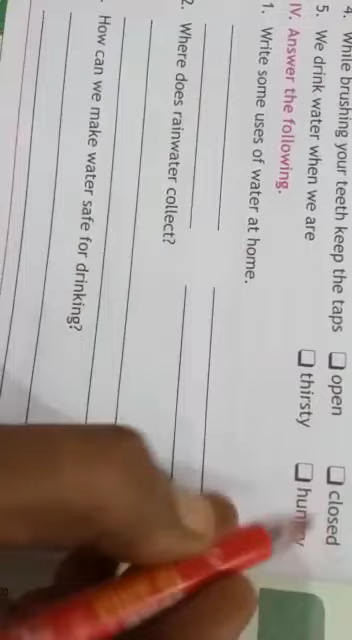 4. While brushing your teeth keep the taps open closed
5. We drink water when we are thirsty hungry
IV. Answer the following.
1. Write some uses of water at home.
2. Where does rainwater collect?
How can we make water safe for drinking?